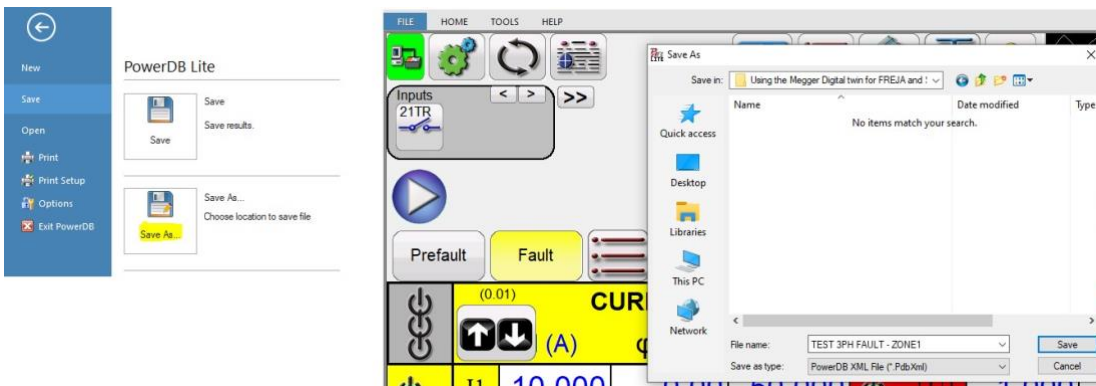 New
Save
Open
Print
Print Setup
Options
Exit PowerDB
PowerDB Lite
Save
Save
Save results.
Save As...
Save As...
Choose location to save file
FILE HOME TOOLS HELP
Inputs < > >>
21TR
Prefault Fault
(0.01) CUR
(A) φ
I1 10.000
Save As
Save in: Using the Megger Digital twin for FREJA and
Name Date modified Type
No items match your search.
Quick access
Desktop
Libraries
This PC
Network
File name: TEST 3PH FAULT - ZONE1 Save
Save as type: PowerDB XML File (*.PdbXml) Cancel